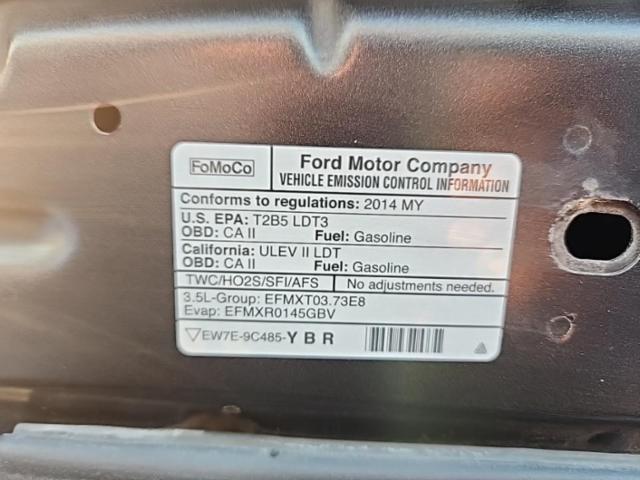 FoMoCo
Ford Motor Company
VEHICLE EMISSION CONTROL INFORMATION
Conforms to regulations: 2014 MY
U.S. EPA: T2B5 LDT3
OBD: CA II Fuel: Gasoline
California: ULEV II LDT
OBD: CA II Fuel: Gasoline
TWC/HO2S/SFI/AFS No adjustments needed.
3.5L-Group: EFMXT03.73E8
Evap: EFMXR0145GBV
EW7E-9C485-Y B R